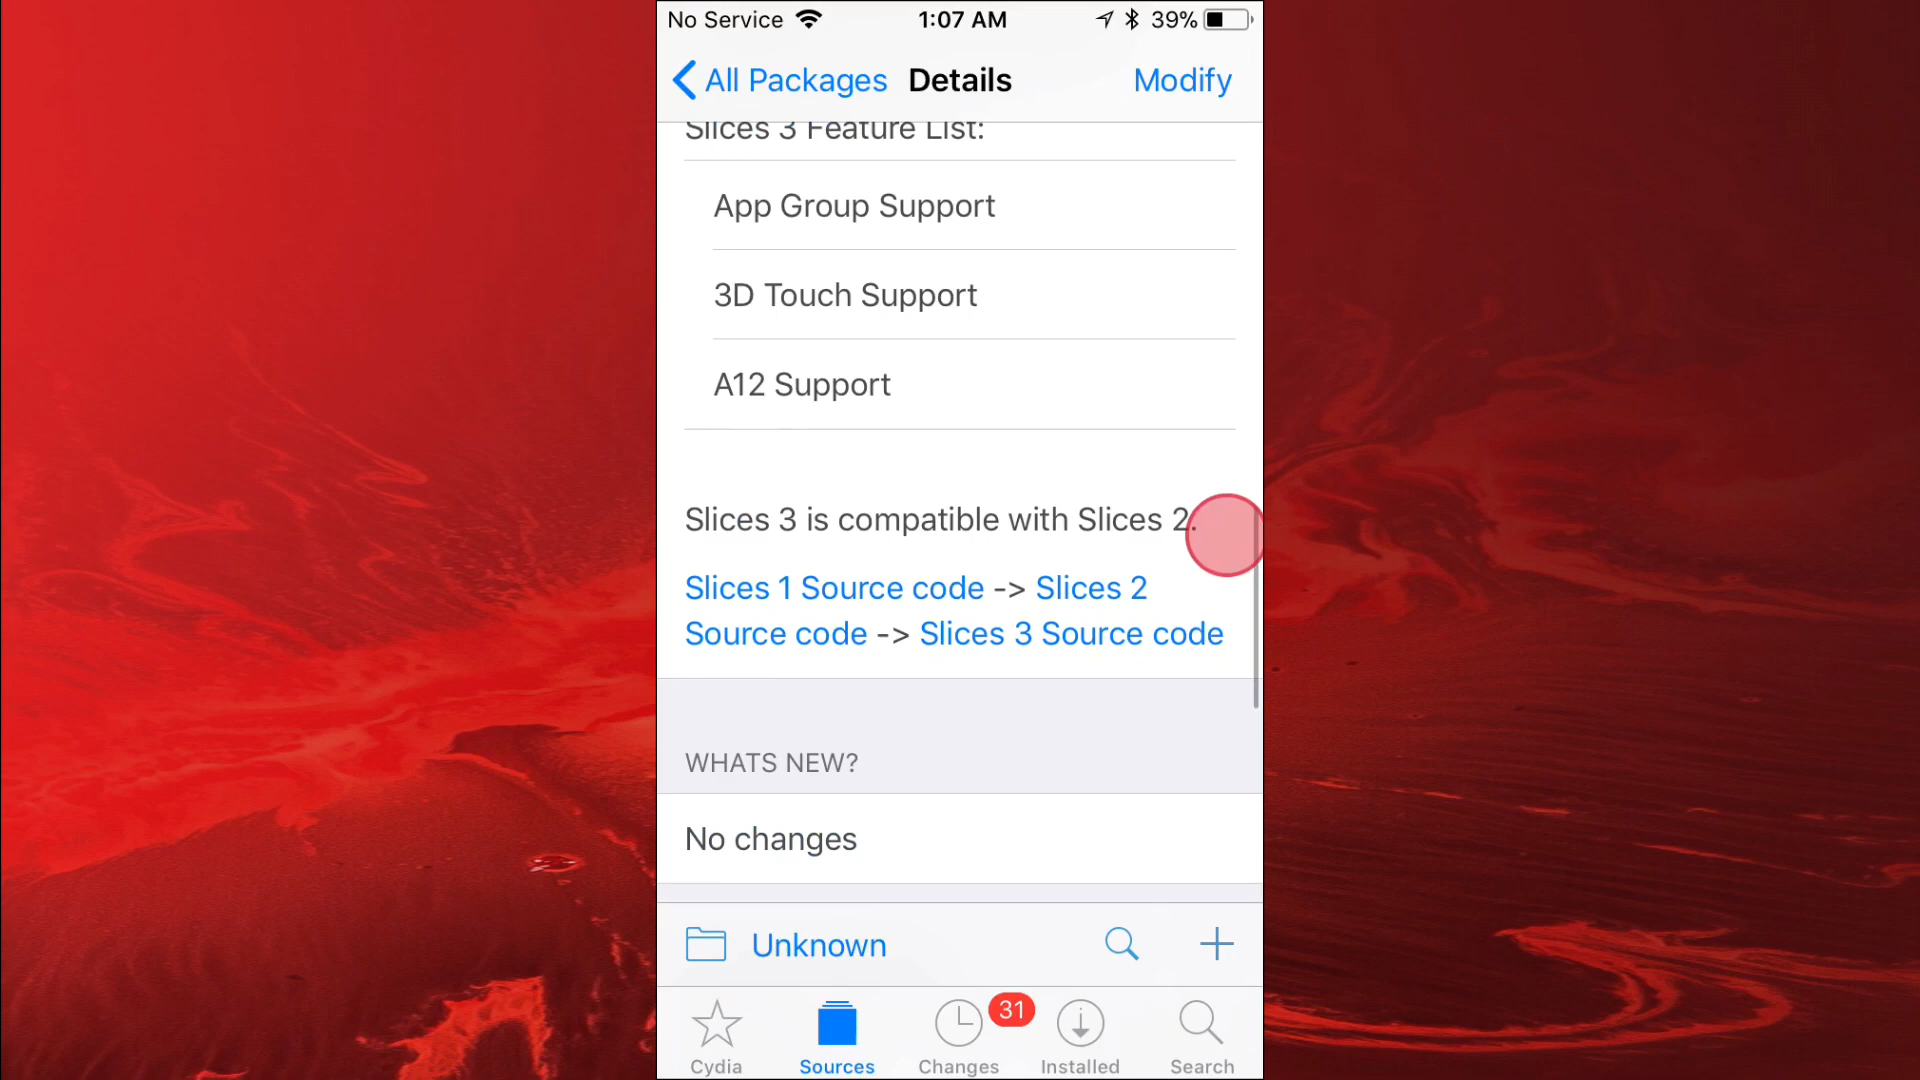 No Service 1:07 AM 39%
All Packages Details Modify
Slices 3 Feature List:
App Group Support
3D Touch Support
A12 Support
Slices 3 is compatible with Slices 2.
Slices 1 Source code -> Slices 2
Source code -> Slices 3 Source code
WHATS NEW?
No changes
Unknown
31
Cydia Sources Changes Installed Search